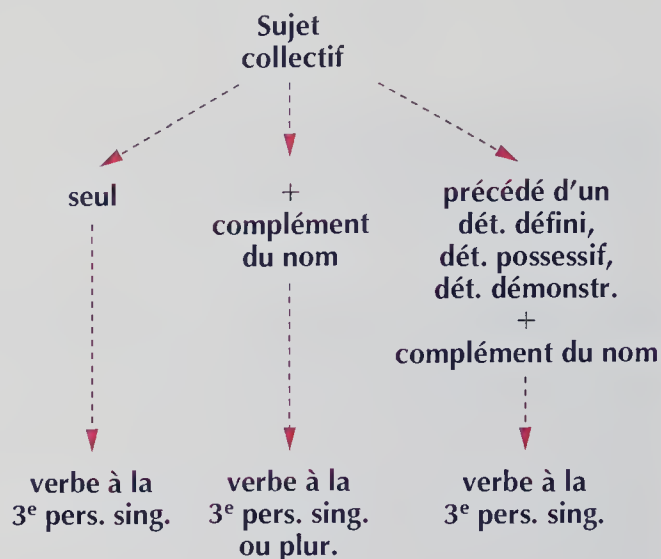 Sujet
collectif
seul
+
complément
du nom
précédé d'un
dét. défini,
dét. possessif,
dét. démonstr.
+
complément du nom
verbe à la
3e pers. sing.
verbe à la
3e pers. sing.
ou plur.
verbe à la
3e pers. sing.